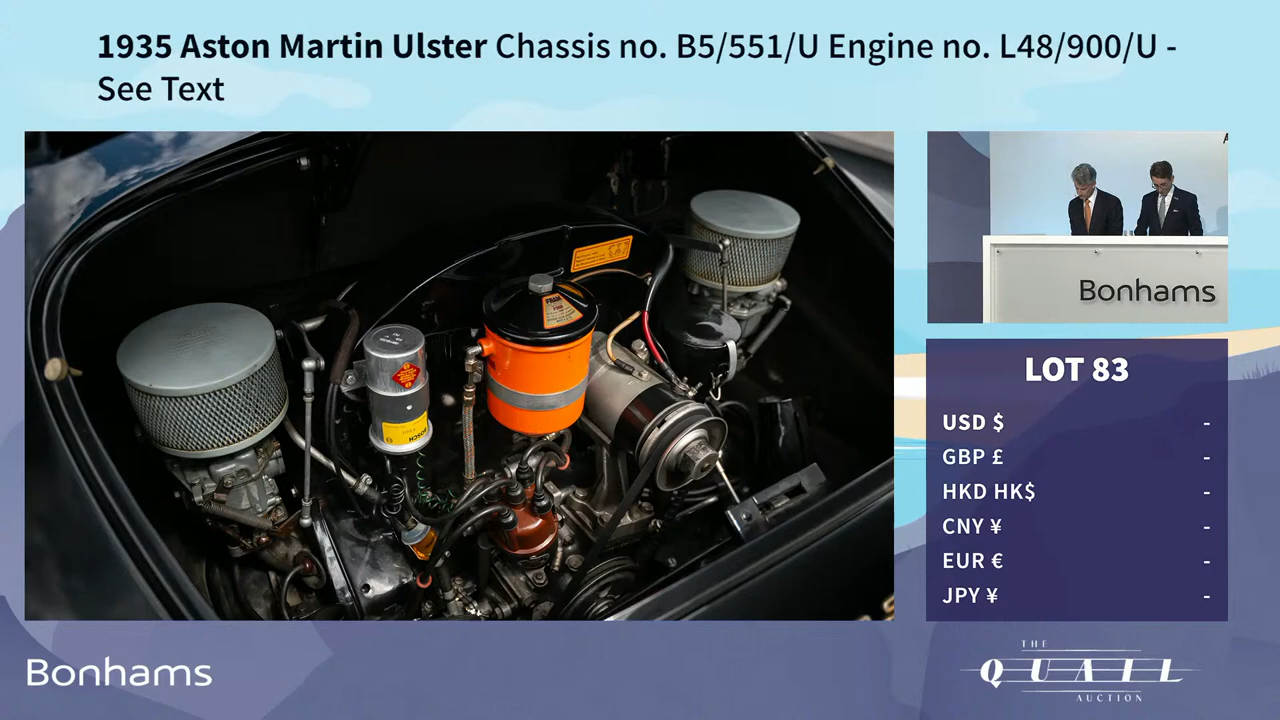 1935 Aston Martin Ulster Chassis no. B5/551/U Engine no. L48/900/U -
See Text
Bonhams
FRAM
BOSCH
LOT 83
USD $ -
GBP £ -
HKD HK$ -
CNY ¥ -
EUR € -
JPY ¥ -
Bonhams
THE
QUAIL
AUCTION